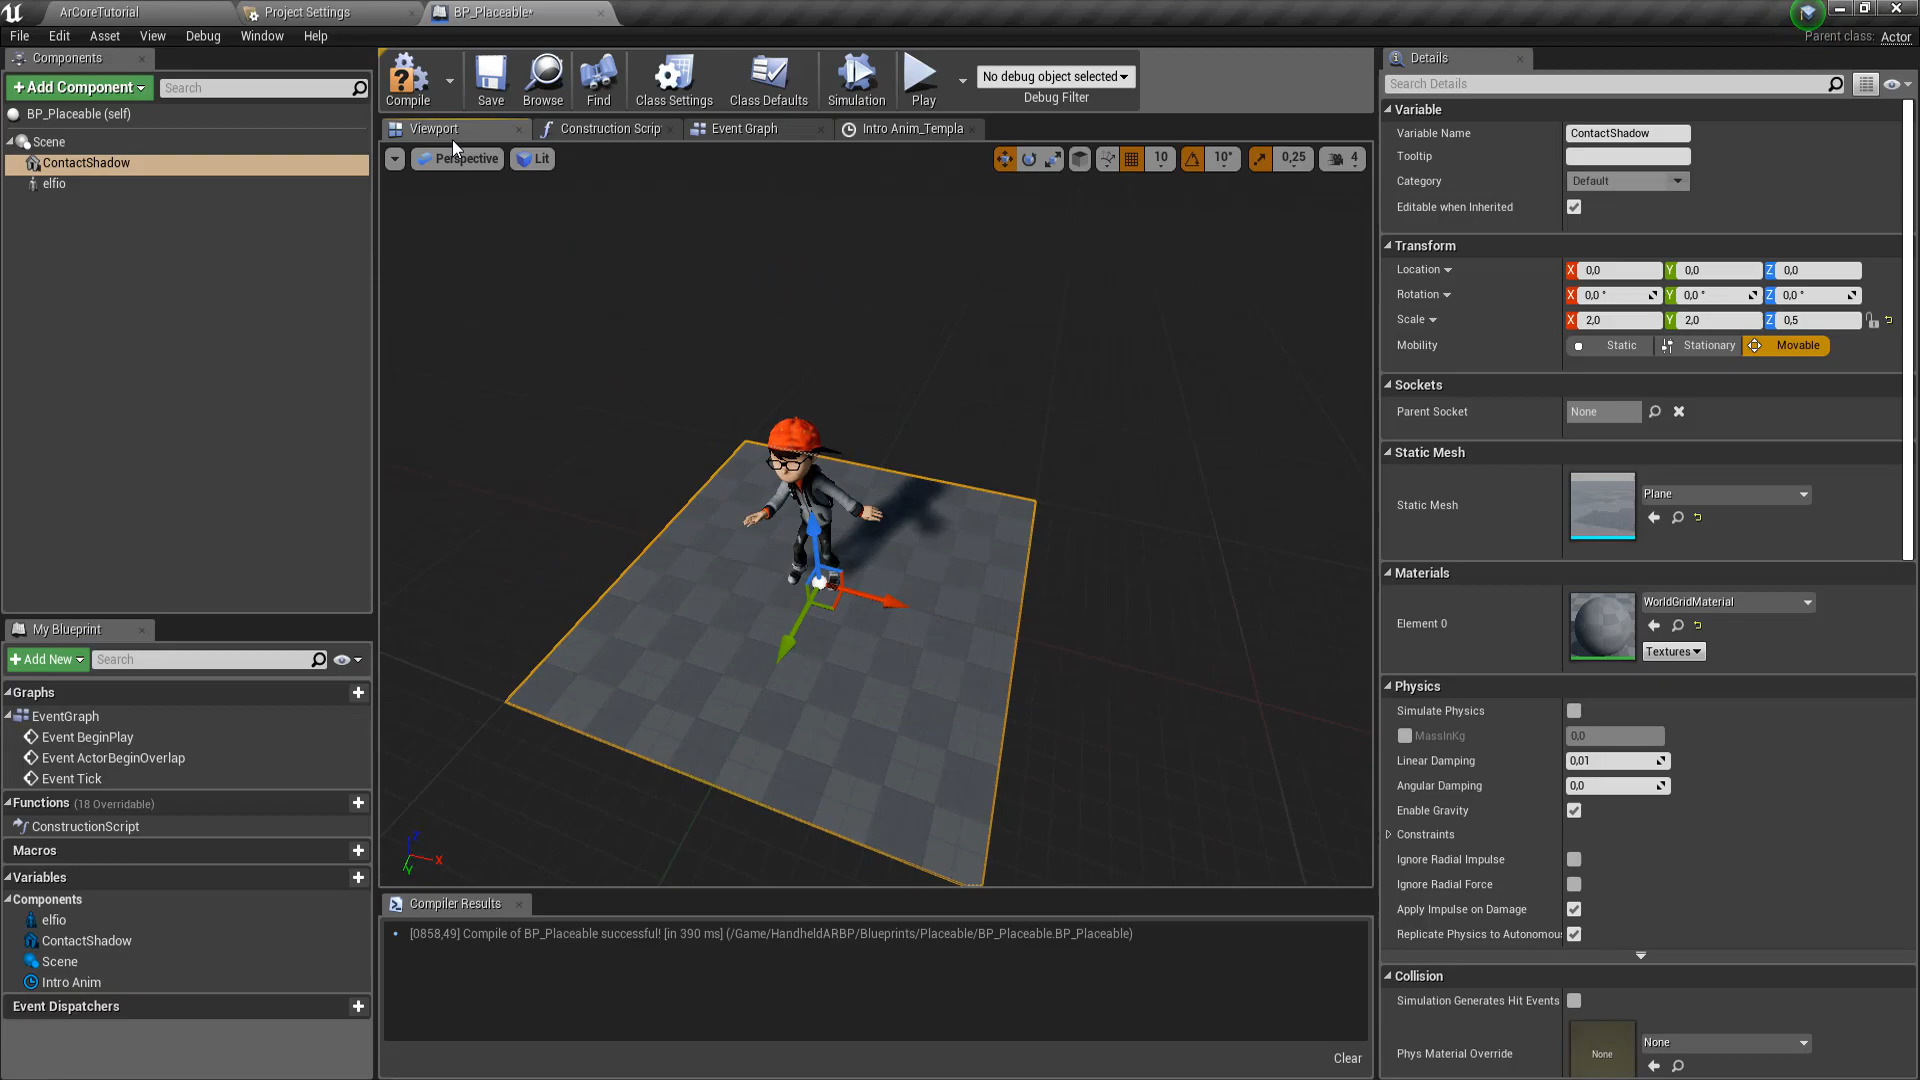 ArCoreTutorial
Project Settings
BP_Placeable*
File Edit Asset View Debug Window Help
Parent class: Actor
Components
+ Add Component
Search
BP_Placeable (self)
Scene
ContactShadow
elfio
Compile
Save
Browse
Find
Class Settings
Class Defaults
Simulation
Play
No debug object selected
Debug Filter
Viewport
Construction Scrip
Event Graph
Intro Anim_Templa
Perspective
Lit
10
10°
0,25
4
X
Y
Z
My Blueprint
+ Add New
Search
Graphs
EventGraph
Event BeginPlay
Event ActorBeginOverlap
Event Tick
Functions (18 Overridable)
ConstructionScript
Macros
Variables
Components
elfio
ContactShadow
Scene
Intro Anim
Event Dispatchers
Compiler Results
[0858,49] Compile of BP_Placeable successful! [in 390 ms] (/Game/HandheldARBP/Blueprints/Placeable/BP_Placeable.BP_Placeable)
Clear
Details
Search Details
Variable
Variable Name ContactShadow
Tooltip
Category Default
Editable when Inherited
Transform
Location X 0,0 Y 0,0 Z 0,0
Rotation X 0,0 ° Y 0,0 ° Z 0,0 °
Scale X 2,0 Y 2,0 Z 0,5
Mobility Static Stationary Movable
Sockets
Parent Socket None
Static Mesh
Static Mesh Plane
Materials
Element 0 WorldGridMaterial
Textures
Physics
Simulate Physics
MassInKg 0,0
Linear Damping 0,01
Angular Damping 0,0
Enable Gravity
Constraints
Ignore Radial Impulse
Ignore Radial Force
Apply Impulse on Damage
Replicate Physics to Autonomou
Collision
Simulation Generates Hit Events
Phys Material Override None None